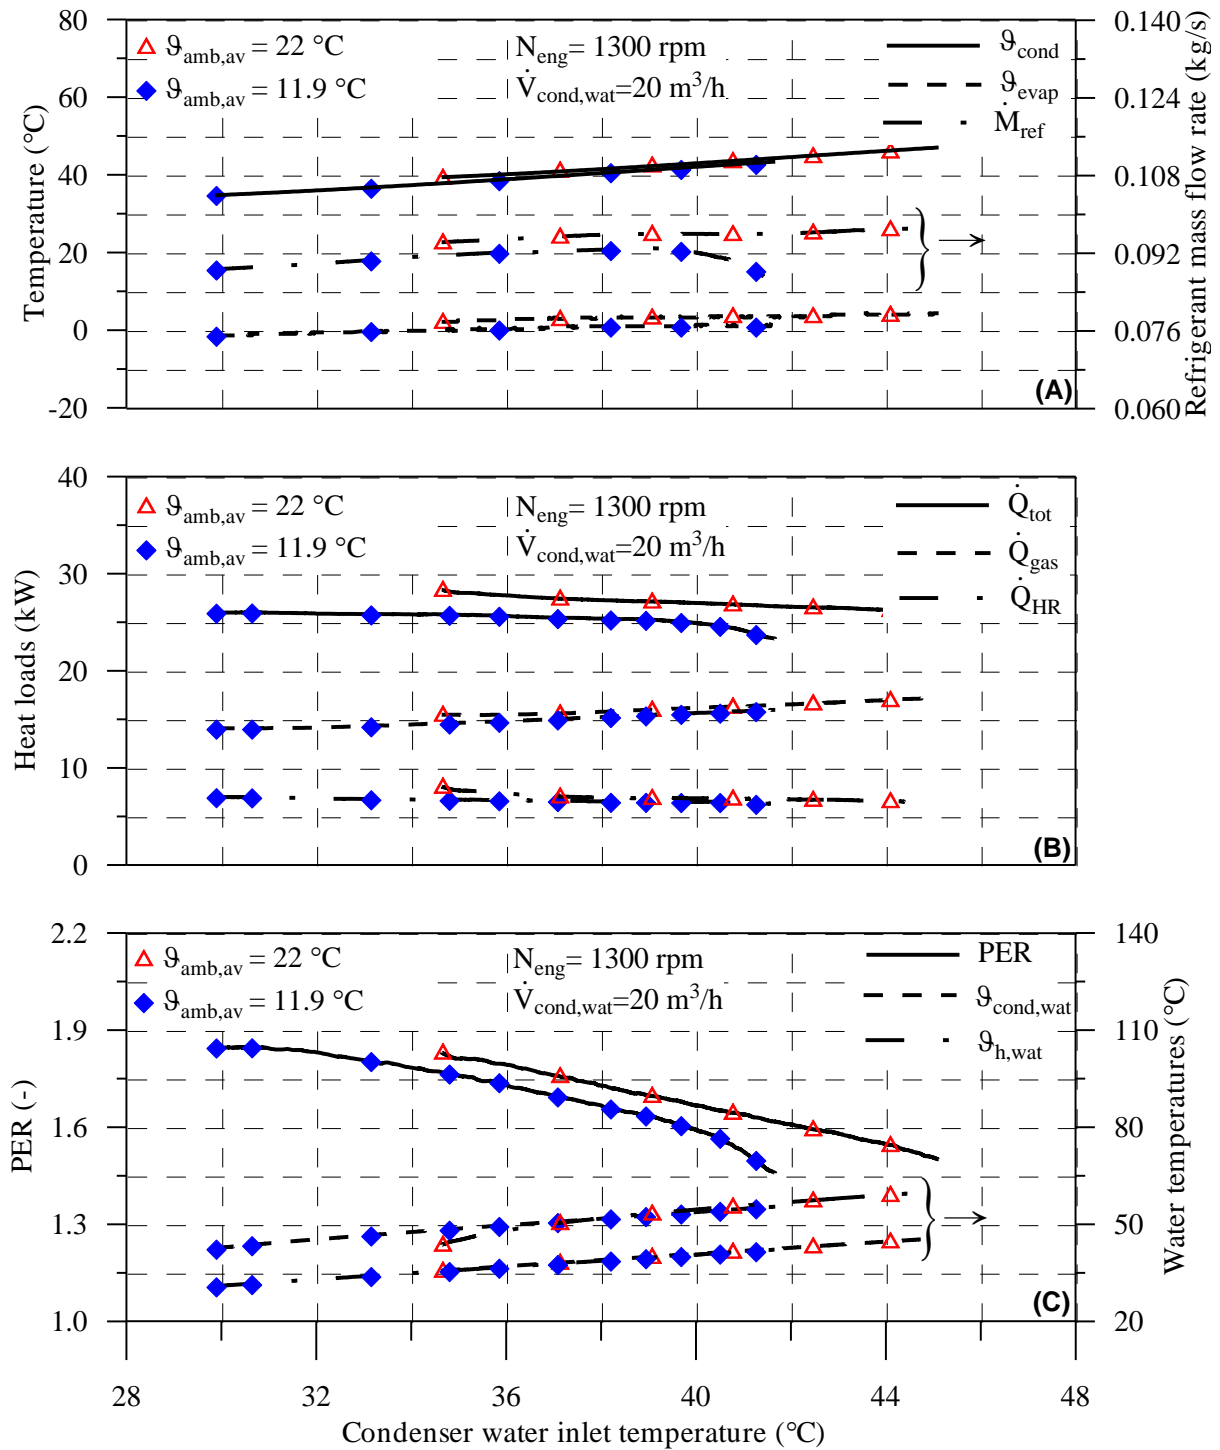 80
60
40
20
0
-20
Temperature (°C)
ϑamb,av = 22 °C
ϑamb,av = 11.9 °C
Neng= 1300 rpm
V̇cond,wat=20 m³/h
ϑcond
ϑevap
Ṁref
0.140
0.124
0.108
0.092
0.076
0.060
Refrigerant mass flow rate (kg/s)
(A)
40
30
20
10
0
Heat loads (kW)
ϑamb,av = 22 °C
ϑamb,av = 11.9 °C
Neng= 1300 rpm
V̇cond,wat=20 m³/h
Q̇tot
Q̇gas
Q̇HR
(B)
2.2
1.9
1.6
1.3
1.0
PER (-)
ϑamb,av = 22 °C
ϑamb,av = 11.9 °C
Neng= 1300 rpm
V̇cond,wat=20 m³/h
PER
ϑcond,wat
ϑh,wat
140
110
80
50
20
Water temperatures (°C)
(C)
28 32 36 40 44 48
Condenser water inlet temperature (°C)